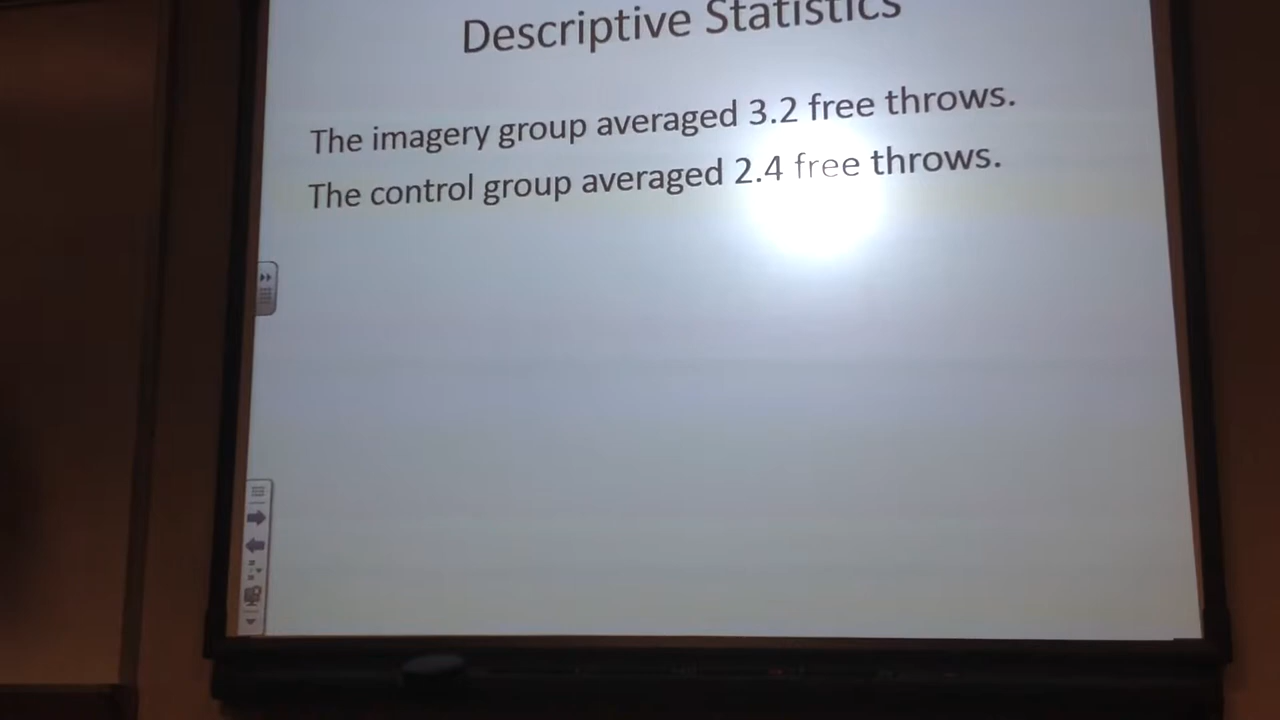 Descriptive Statistics
The imagery group averaged 3.2 free throws.
The control group averaged 2.4 free throws.